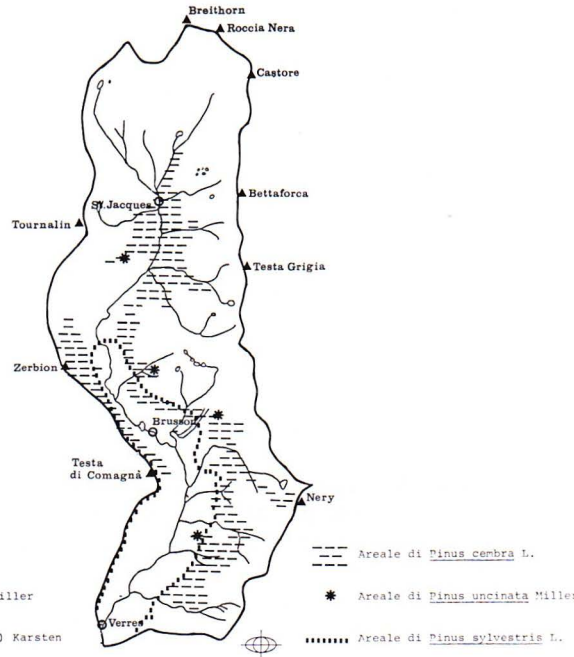 Breithorn
Roccia Nera
Castore
St. Jacques
Bettaforca
Tournalin
Testa Grigia
Zerbion
Brusson
Testa
di Comagna
Nery
Areale di Pinus cembra L.
iller
Areale di Pinus uncinata Miller
) Karsten
Verres
Areale di Pinus sylvestris L.